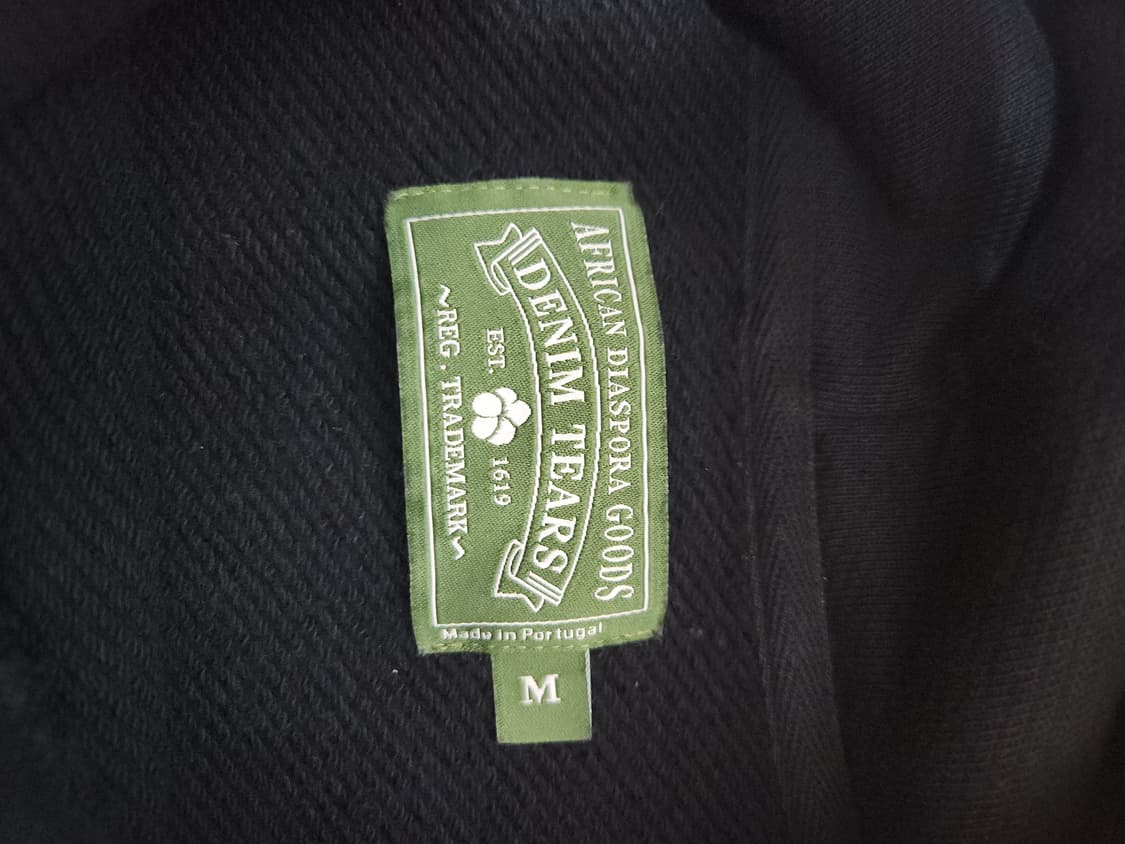 AFRICAN DIASPORA GOODS
DENIM TEARS
EST. 1619
~REG. TRADEMARK~
Made in Portugal
M